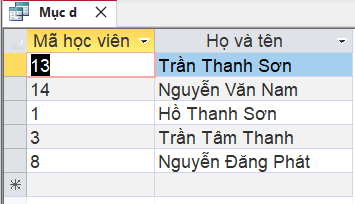 Mục d
Mã học viên Họ và tên
13 Trần Thanh Sơn
14 Nguyễn Văn Nam
1 Hồ Thanh Sơn
3 Trần Tâm Thanh
8 Nguyễn Đăng Phát